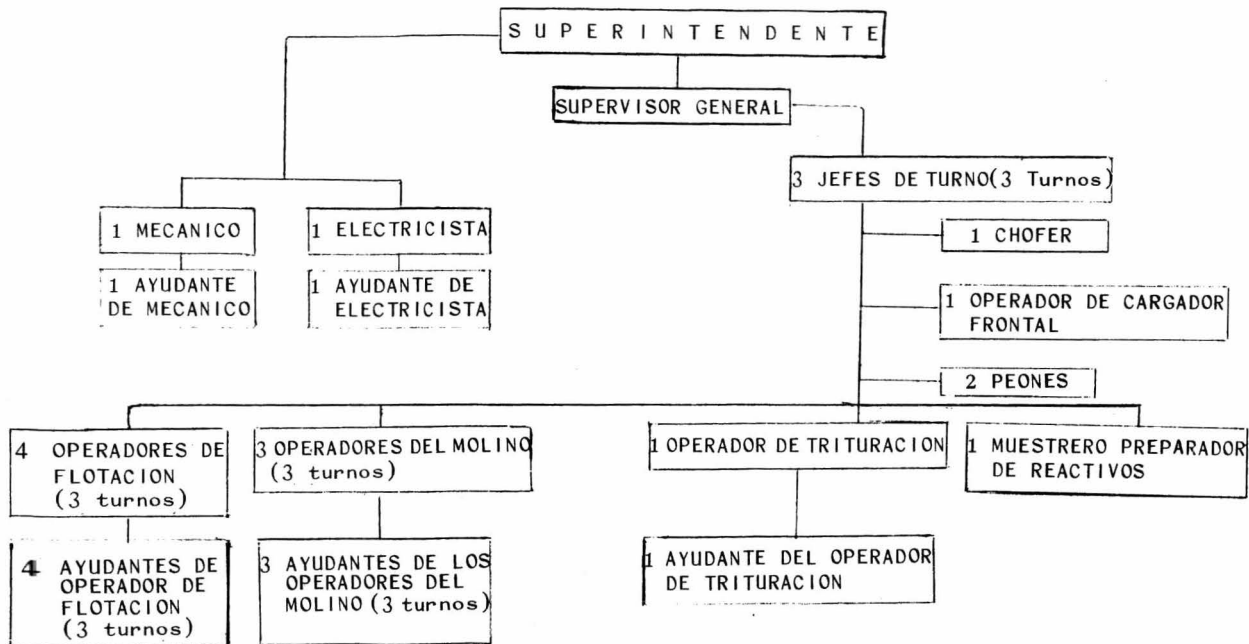 SUPERINTENDENTE
SUPERVISOR GENERAL
3 JEFES DE TURNO(3 Turnos)
1 MECANICO
1 ELECTRICISTA
1 CHOFER
1 AYUDANTE
DE MECANICO
1 AYUDANTE DE
ELECTRICISTA
1 OPERADOR DE CARGADOR
FRONTAL
2 PEONES
4 OPERADORES DE
FLOTACION
(3 turnos)
3 OPERADORES DEL MOLINO
(3 turnos)
1 OPERADOR DE TRITURACION
1 MUESTRERO PREPARADOR
DE REACTIVOS
4 AYUDANTES DE
OPERADOR DE
FLOTACION
(3 turnos)
3 AYUDANTES DE LOS
OPERADORES DEL
MOLINO (3 turnos)
1 AYUDANTE DEL OPERADOR
DE TRITURACION